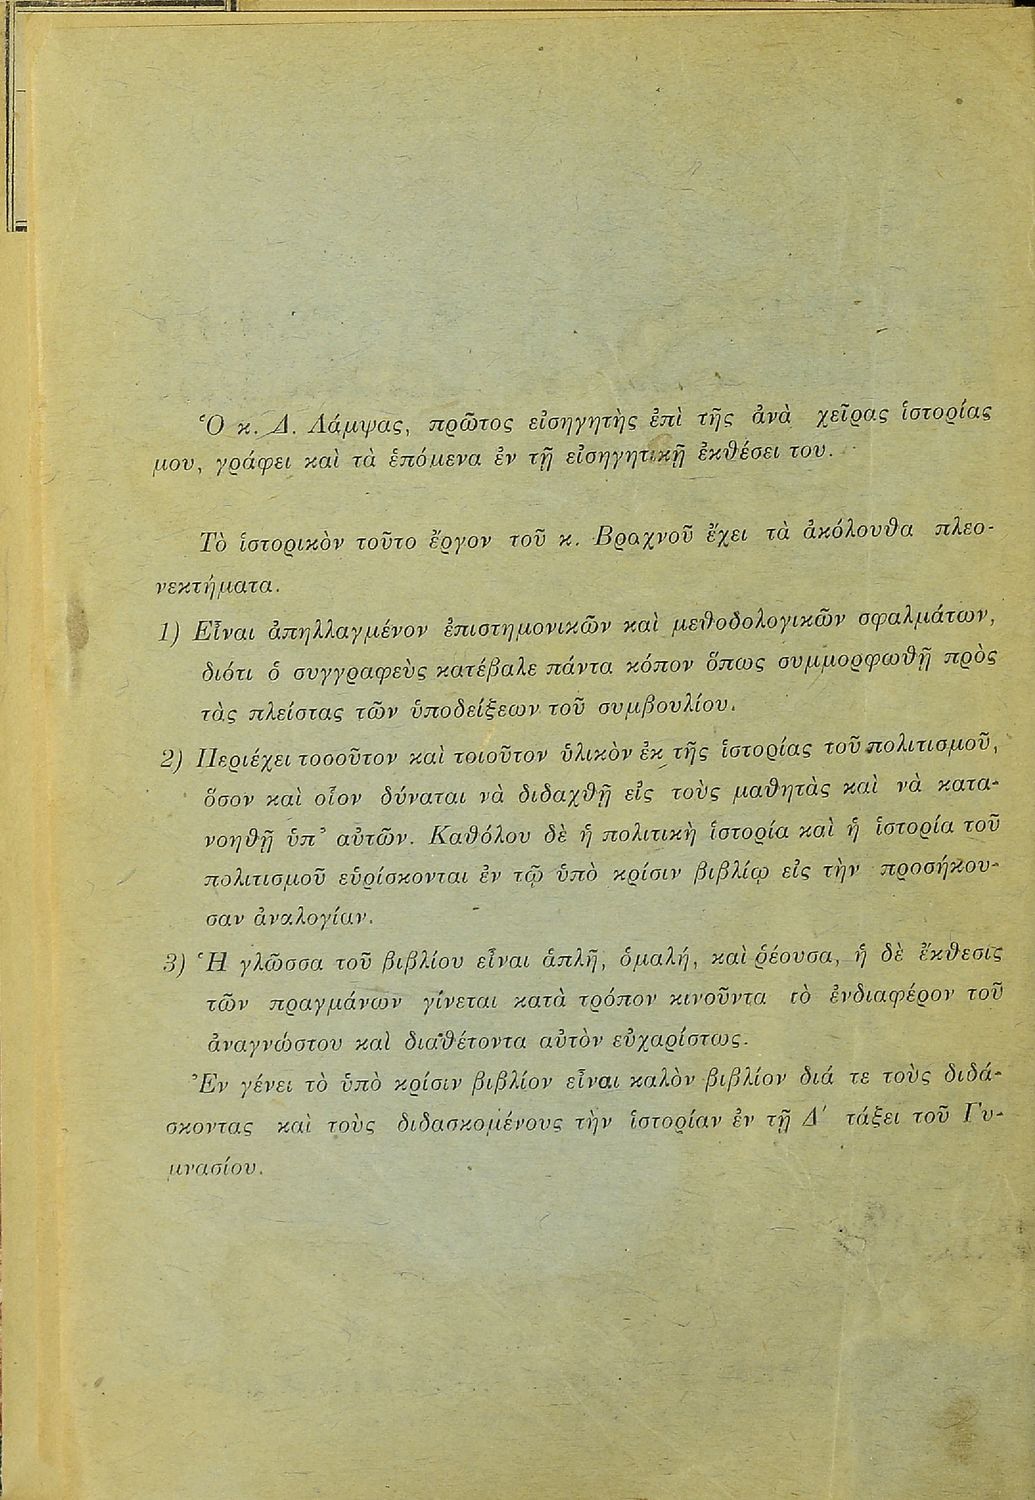 Ὁ κ. Δ. Λάμψας, πρῶτος εἰσηγητὴς ἐπὶ τῆς ἀνὰ χεῖρας ἱστορίας
μου, γράφει καὶ τὰ ἑπόμενα ἐν τῇ εἰσηγητικῇ ἐκθέσει του.
Τὸ ἱστορικὸν τοῦτο ἔργον τοῦ κ. Βραχνοῦ ἔχει τὰ ἀκόλουθα πλεο-
νεκτήματα.
1) Εἶναι ἀπηλλαγμένον ἐπιστημονικῶν καὶ μεθοδολογικῶν σφαλμάτων,
διότι ὁ συγγραφεὺς κατέβαλε πάντα κόπον ὅπως συμμορφωθῇ πρὸς
τὰς πλείστας τῶν ὑποδείξεων τοῦ συμβουλίου.
2) Περιέχει τοσοῦτον καὶ τοιοῦτον ὑλικὸν ἐκ τῆς ἱστορίας τοῦ πολιτισμοῦ,
ὅσον καὶ οἷον δύναται νὰ διδαχθῇ εἰς τοὺς μαθητὰς καὶ νὰ κατα-
νοηθῇ ὑπ' αὐτῶν. Καθόλου δὲ ἡ πολιτικὴ ἱστορία καὶ ἡ ἱστορία τοῦ
πολιτισμοῦ εὑρίσκονται ἐν τῷ ὑπὸ κρίσιν βιβλίῳ εἰς τὴν προσήκου-
σαν ἀναλογίαν.
3) Ἡ γλῶσσα τοῦ βιβλίου εἶναι ἁπλῆ, ὁμαλή, καὶ ῥέουσα, ἡ δὲ ἔκθεσις
τῶν πραγμάνων γίνεται κατὰ τρόπον κινοῦντα τὸ ἐνδιαφέρον τοῦ
ἀναγνώστου καὶ διαθέτοντα αὐτὸν εὐχαρίστως.
Ἐν γένει τὸ ὑπὸ κρίσιν βιβλίον εἶναι καλὸν βιβλίον διά τε τοὺς διδά-
σκοντας καὶ τοὺς διδασκομένους τὴν ἱστορίαν ἐν τῇ Δ' τάξει τοῦ Γυ-
μνασίου.